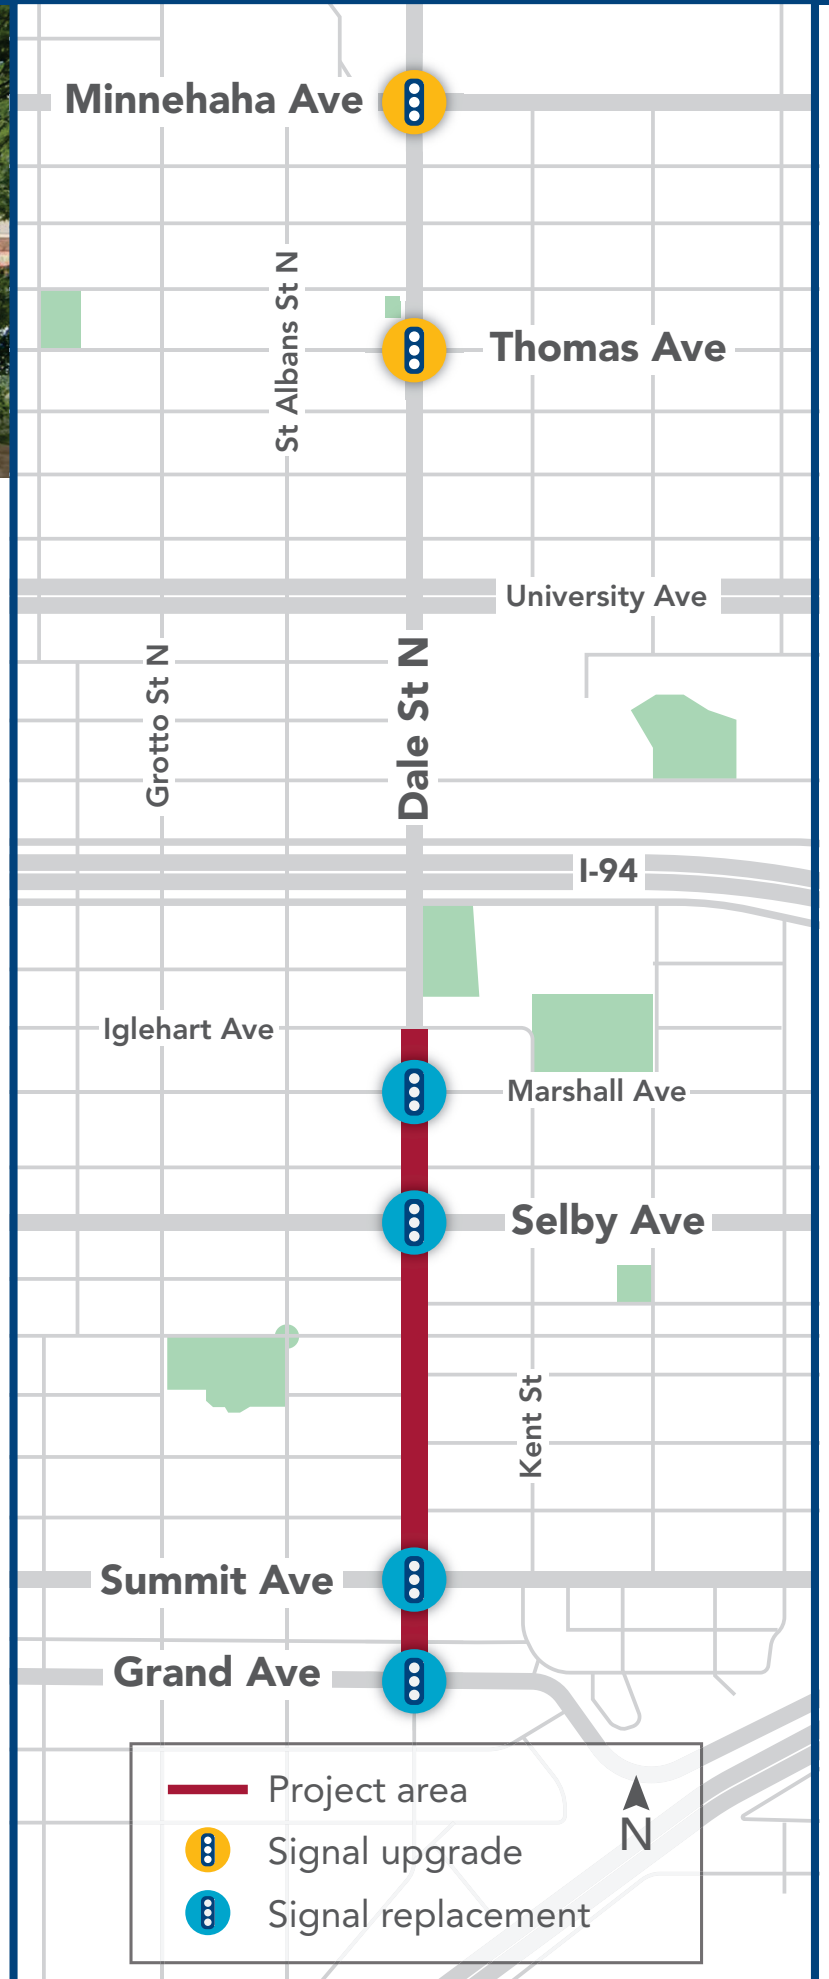 Minnehaha Ave
St Albans St N
Thomas Ave
University Ave
Grotto St N
Dale St N
I-94
Iglehart Ave
Marshall Ave
Selby Ave
Kent St
Summit Ave
Grand Ave
Project area
Signal upgrade
Signal replacement
N